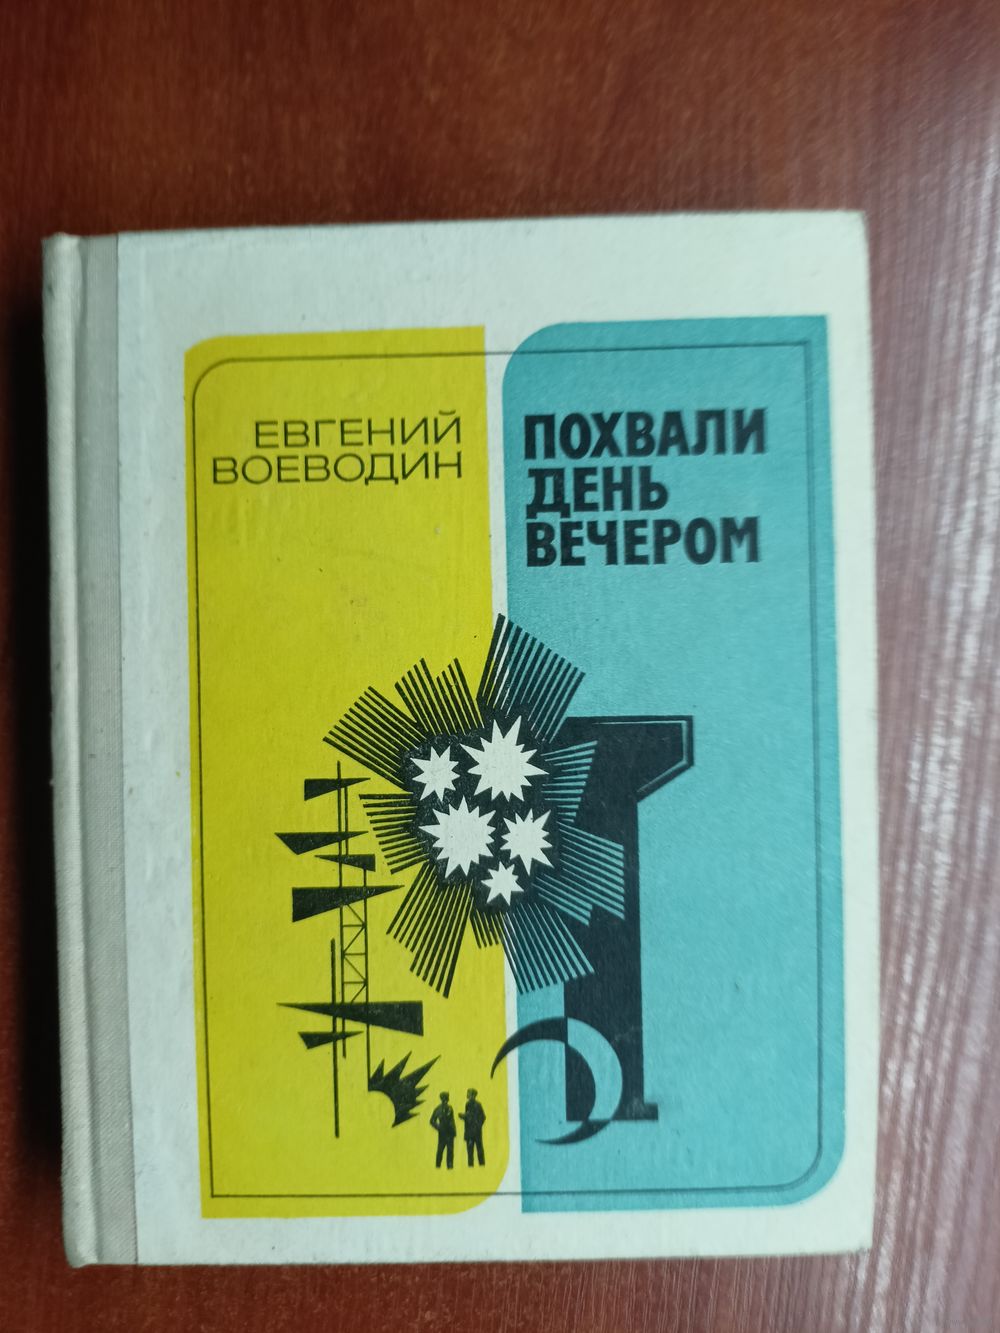 ЕВГЕНИЙ
ВОЕВОДИН
ПОХВАЛИ
ДЕНЬ
ВЕЧЕРОМ